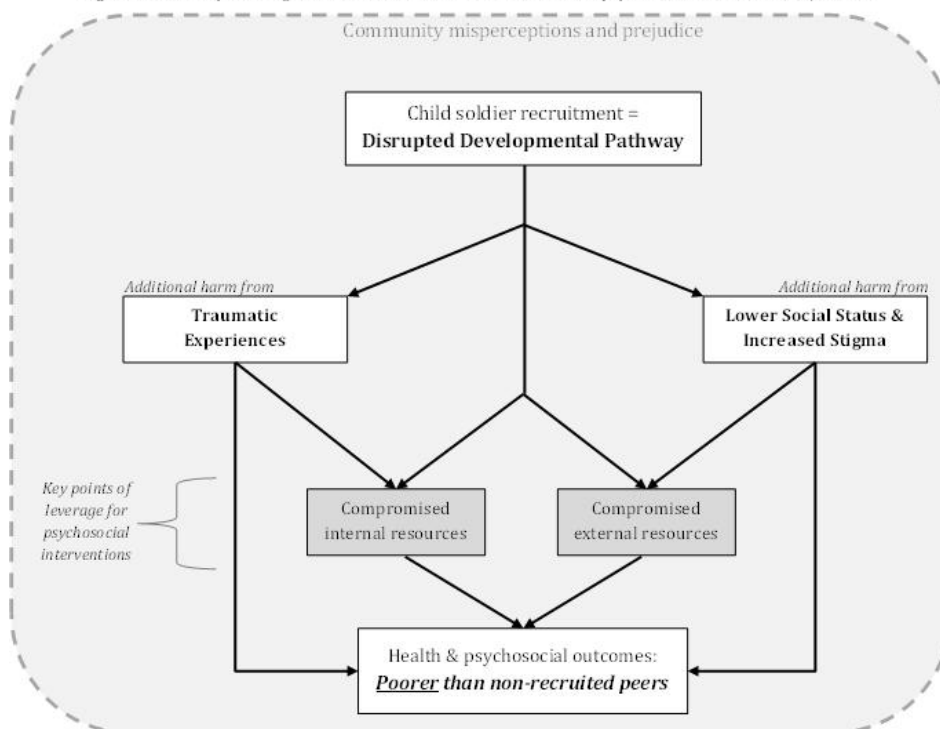 Community misperceptions and prejudice
Child soldier recruitment =
Disrupted Developmental Pathway
Additional harm from
Traumatic
Experiences
Additional harm from
Lower Social Status &
Increased Stigma
Key points of
leverage for
psychosocial
interventions
Compromised
internal resources
Compromised
external resources
Health & psychosocial outcomes:
Poorer than non-recruited peers